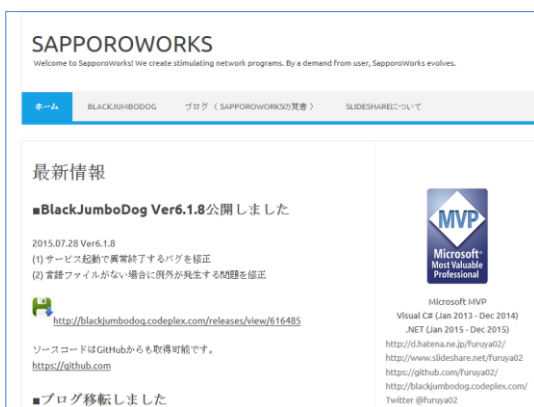 SAPPOROWORKS
Welcome to SapporoWorks! We create stimulating network programs. By a demand from user, SapporoWorks evolves.
ホーム BLACKJUMBODOG ブログ（SAPPOROWORKSの覚書） SLIDESHAREについて
最新情報
■BlackJumboDog Ver6.1.8公開しました
2015.07.28 Ver6.1.8
(1) サービス起動で異常終了するバグを修正
(2) 言語ファイルがない場合に例外が発生する問題を修正
http://blackjumbodog.codeplex.com/releases/view/616485
ソースコードはGitHubからも取得可能です。
https://github.com
■ブログ移転しました
MVP
Microsoft®
Most Valuable
Professional
Microsoft MVP
Visual C# (Jan 2013 - Dec 2014)
.NET (Jan 2015 - Dec 2015)
http://d.hatena.ne.jp/furuya02/
http://www.slideshare.net/furuya02
https://github.com/furuya02/
http://blackjumbodog.codeplex.com/
Twitter @furuya02